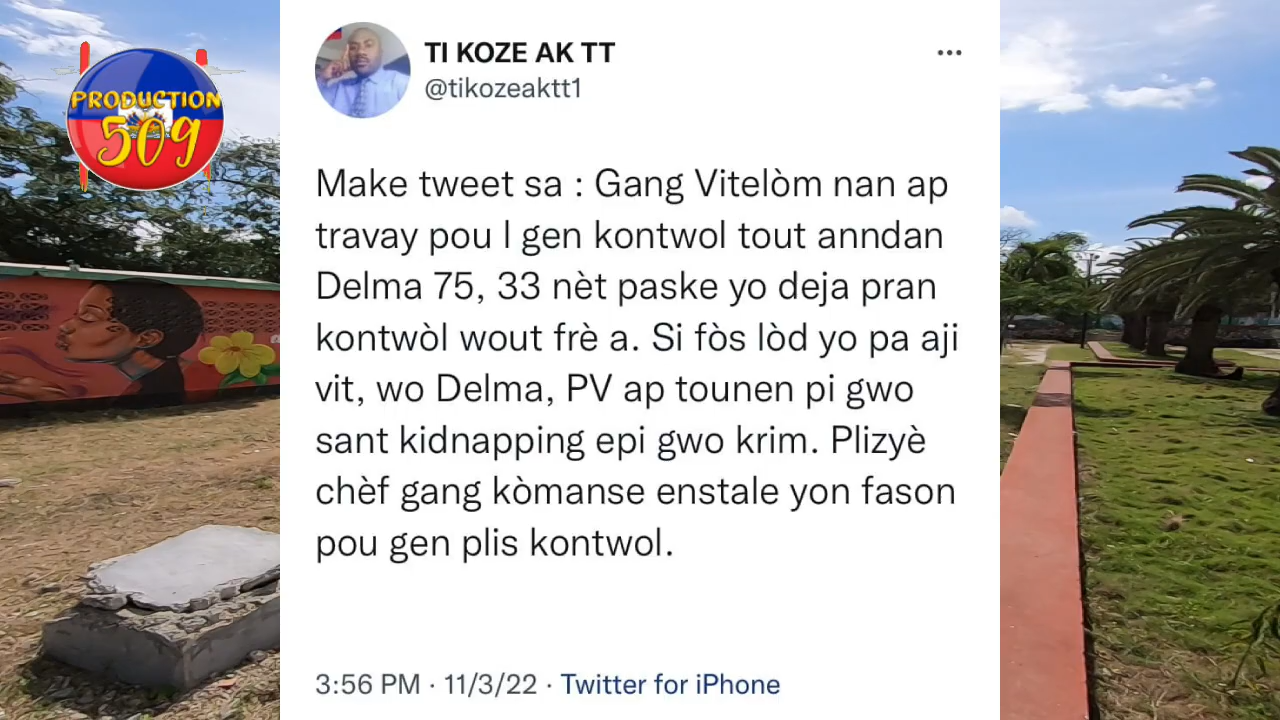 PRODUCTION
509
TI KOZE AK TT
@tikozeaktt1
Make tweet sa : Gang Vitelòm nan ap
travay pou l gen kontwol tout anndan
Delma 75, 33 nèt paske yo deja pran
kontwòl wout frè a. Si fòs lòd yo pa aji
vit, wo Delma, PV ap tounen pi gwo
sant kidnapping epi gwo krim. Plizyè
chèf gang kòmanse enstale yon fason
pou gen plis kontwol.
3:56 PM · 11/3/22 · Twitter for iPhone